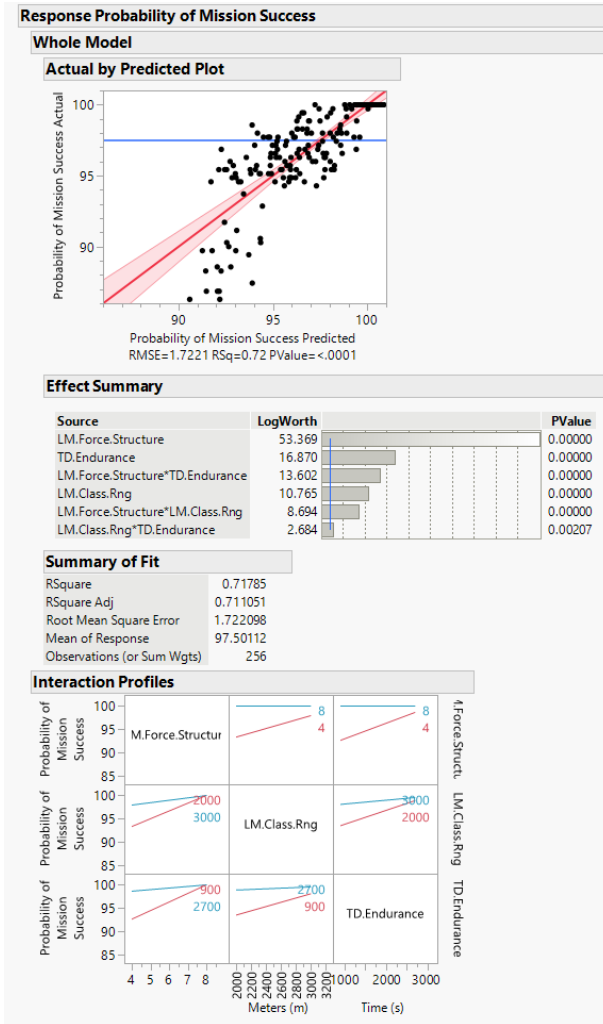 Response Probability of Mission Success
Whole Model
Actual by Predicted Plot
Probability of Mission Success Actual
100
95
90
90 95 100
Probability of Mission Success Predicted
RMSE=1.7221 RSq=0.72 PValue=<.0001
Effect Summary
Source LogWorth PValue
LM.Force.Structure 53.369 0.00000
TD.Endurance 16.870 0.00000
LM.Force.Structure*TD.Endurance 13.602 0.00000
LM.Class.Rng 10.765 0.00000
LM.Force.Structure*LM.Class.Rng 8.694 0.00000
LM.Class.Rng*TD.Endurance 2.684 0.00207
Summary of Fit
RSquare 0.71785
RSquare Adj 0.711051
Root Mean Square Error 1.722098
Mean of Response 97.50112
Observations (or Sum Wgts) 256
Interaction Profiles
Probability of
Mission
Success
100
95
90
85
M.Force.Structur
8
4
8
4
M.Force.Structu
Probability of
Mission
Success
100
95
90
85
2000
3000
LM.Class.Rng
3000
2000
LM.Class.Rng
Probability of
Mission
Success
100
95
90
85
900
2700
2700
900
TD.Endurance
TD.Endurance
4 5 6 7 8
2000 2200 2400 2600 2800 3000 3200
1000 2000 3000
Meters (m) Time (s)